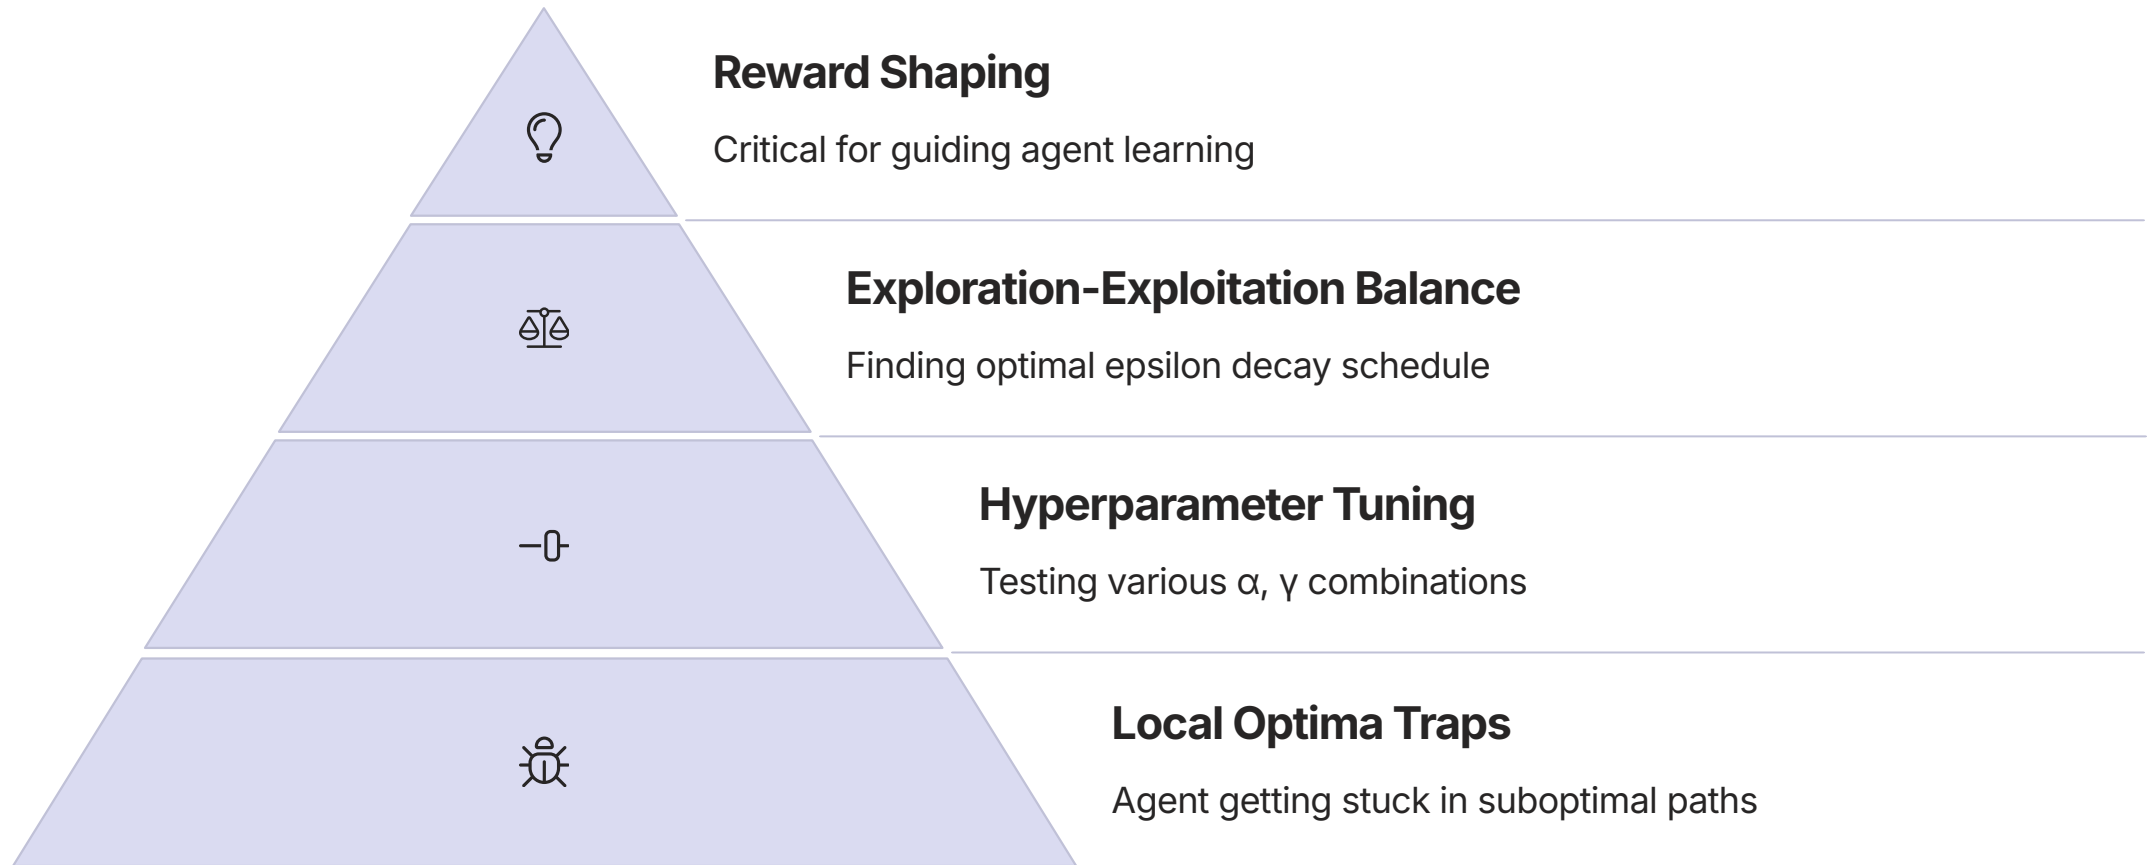 Reward Shaping
Critical for guiding agent learning
Exploration-Exploitation Balance
Finding optimal epsilon decay schedule
Hyperparameter Tuning
Testing various α, γ combinations
Local Optima Traps
Agent getting stuck in suboptimal paths